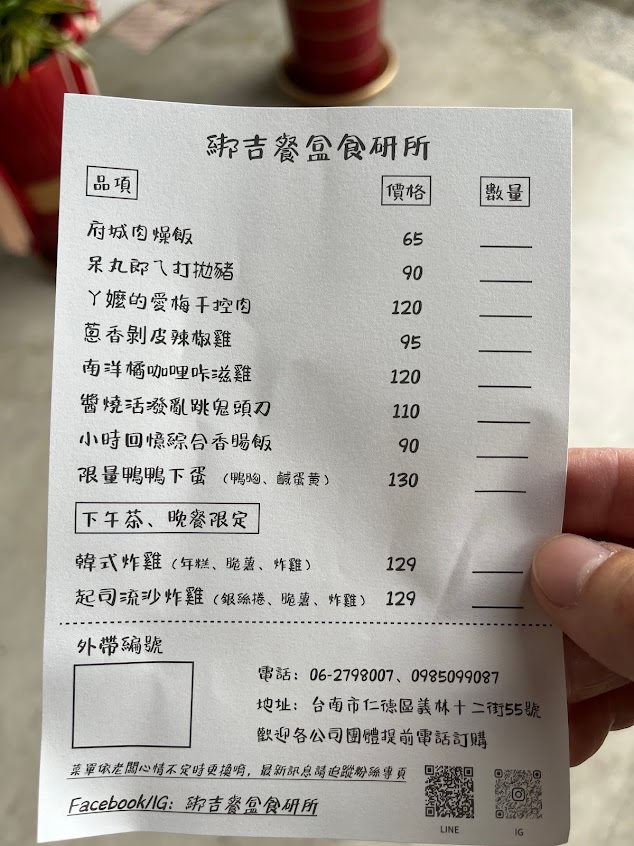 綁吉餐盒食研所
品項 價格 數量
府城肉燥飯 65
呆丸郎ㄟ打拋豬 90
ㄚ嬤的愛梅干控肉 120
蔥香剝皮辣椒雞 95
南洋橘咖哩咔滋雞 120
醬燒活潑亂跳鬼頭刀 110
小時回憶綜合香腸飯 90
限量鴨鴨下蛋（鴨胸、鹹蛋黃） 130
下午茶、晚餐限定
韓式炸雞（年糕、脆薯、炸雞） 129
起司流沙炸雞（銀絲捲、脆薯、炸雞） 129
外帶編號
電話：06-2798007、0985099087
地址：台南市仁德區義林十二街55號
歡迎各公司團體提前電話訂購
菜單依老闆心情不定時更換唷，最新訊息請追蹤粉絲專頁
Facebook/IG：綁吉餐盒食研所
LINE IG